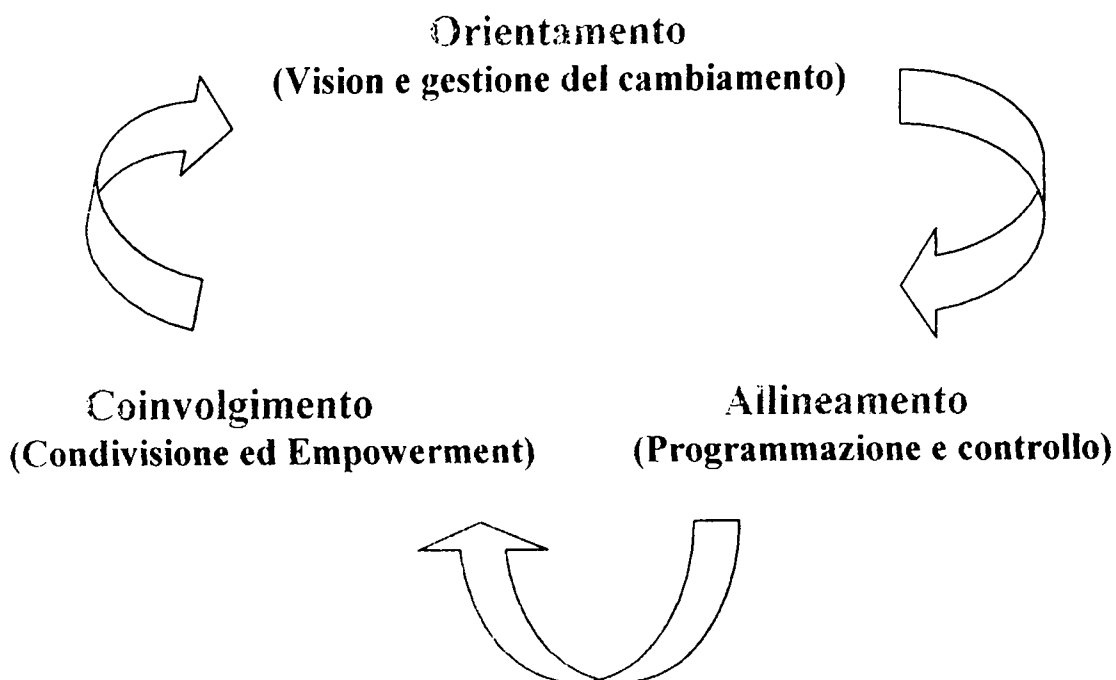 Orientamento
(Vision e gestione del cambiamento)
Coinvolgimento
(Condivisione ed Empowerment)
Allineamento
(Programmazione e controllo)